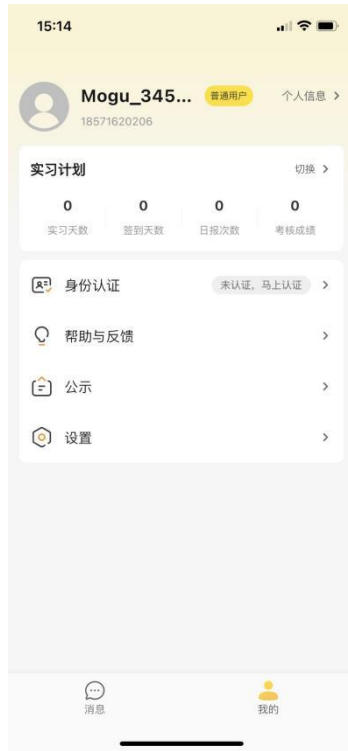 15:14
Mogu_345... 普通用户 个人信息
18571620206
实习计划 切换
0 0 0 0
实习天数 签到天数 日报次数 考核成绩
身份认证 未认证，马上认证
帮助与反馈
公示
设置
消息 我的